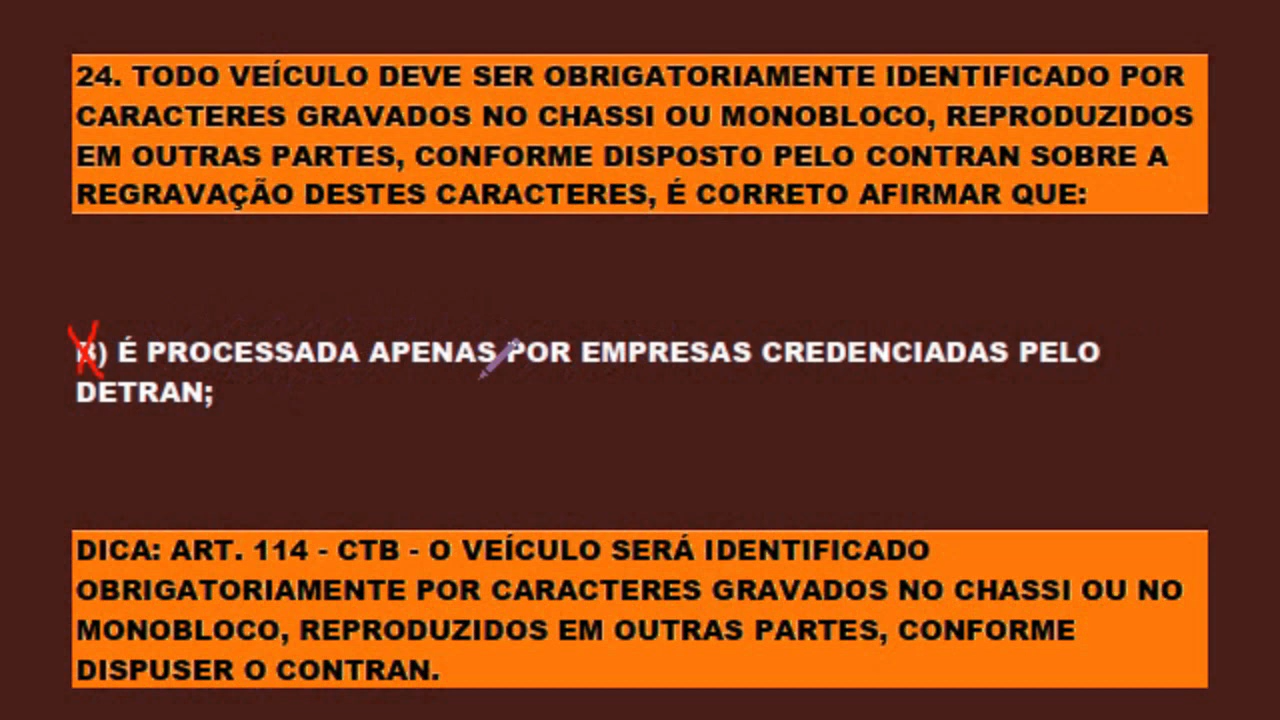 24. TODO VEÍCULO DEVE SER OBRIGATORIAMENTE IDENTIFICADO POR
CARACTERES GRAVADOS NO CHASSI OU MONOBLOCO, REPRODUZIDOS
EM OUTRAS PARTES, CONFORME DISPOSTO PELO CONTRAN SOBRE A
REGRAVAÇÃO DESTES CARACTERES, É CORRETO AFIRMAR QUE:
B) É PROCESSADA APENAS POR EMPRESAS CREDENCIADAS PELO
DETRAN;
DICA: ART. 114 - CTB - O VEÍCULO SERÁ IDENTIFICADO
OBRIGATORIAMENTE POR CARACTERES GRAVADOS NO CHASSI OU NO
MONOBLOCO, REPRODUZIDOS EM OUTRAS PARTES, CONFORME
DISPUSER O CONTRAN.